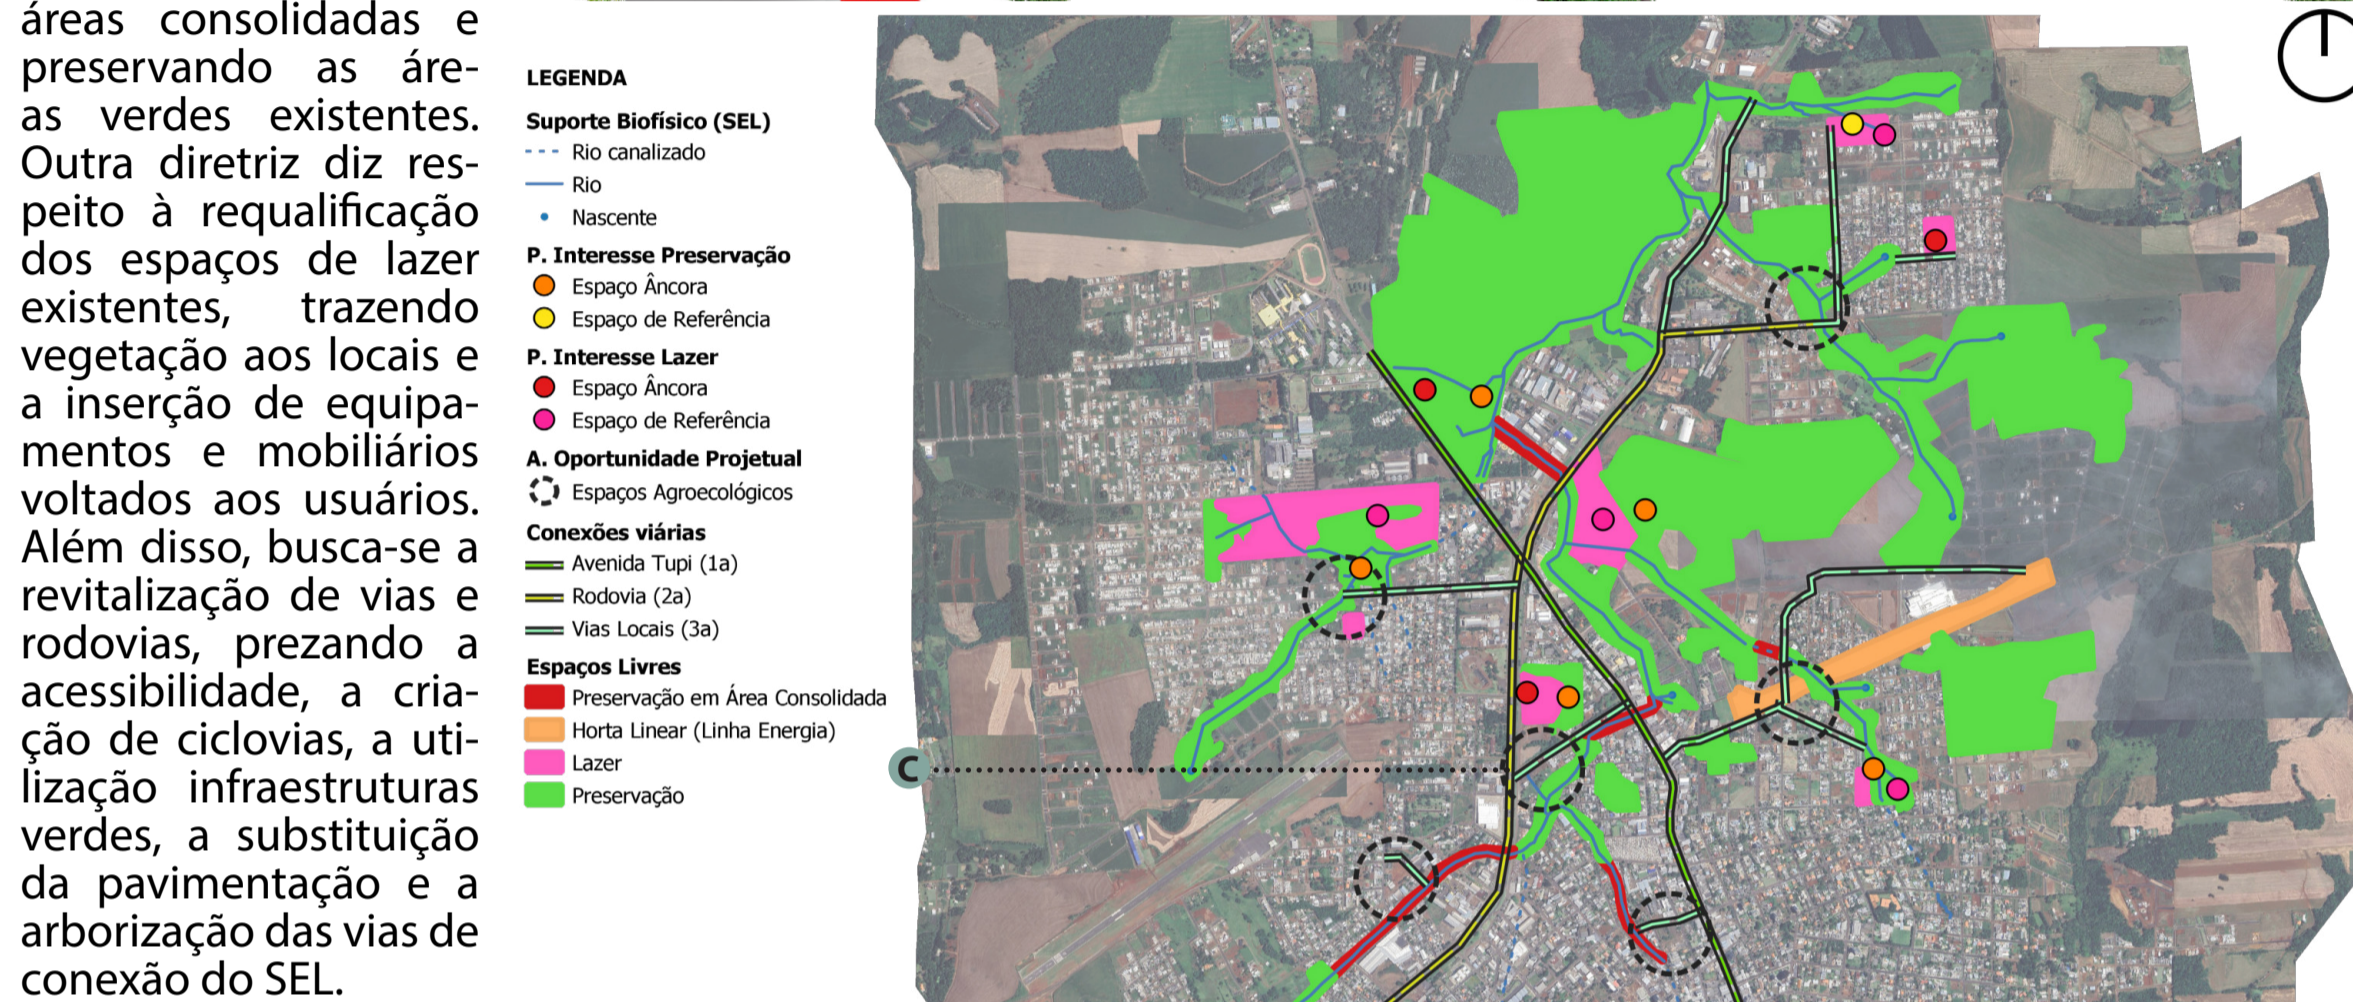 áreas consolidadas e
preservando as áre-
as verdes existentes.
Outra diretriz diz res-
peito à requalificação
dos espaços de lazer
existentes, trazendo
vegetação aos locais e
a inserção de equipa-
mentos e mobiliários
voltados aos usuários.
Além disso, busca-se a
revitalização de vias e
rodovias, prezando a
acessibilidade, a cria-
ção de ciclovias, a uti-
lização infraestruturas
verdes, a substituição
da pavimentação e a
arborização das vias de
conexão do SEL.
LEGENDA
Suporte Biofísico (SEL)
Rio canalizado
Rio
Nascente
P. Interesse Preservação
Espaço Âncora
Espaço de Referência
P. Interesse Lazer
Espaço Âncora
Espaço de Referência
A. Oportunidade Projetual
Espaços Agroecológicos
Conexões viárias
Avenida Tupi (1a)
Rodovia (2a)
Vias Locais (3a)
Espaços Livres
Preservação em Área Consolidada
Horta Linear (Linha Energia)
Lazer
Preservação
C